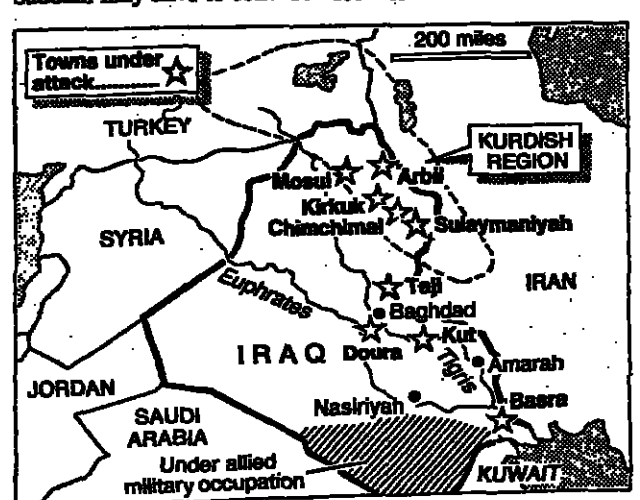 Towns under
attack............
200 miles
TURKEY
KURDISH
REGION
Mosul
Arbil
Kirkuk
Chimchimal
Sulaymaniyah
SYRIA
Euphrates
Taji
IRAN
Baghdad
IRAQ
Doura
Kut
Tigris
Amarah
JORDAN
Nasiriyah
Basra
SAUDI
ARABIA
Under allied
military occupation
KUWAIT